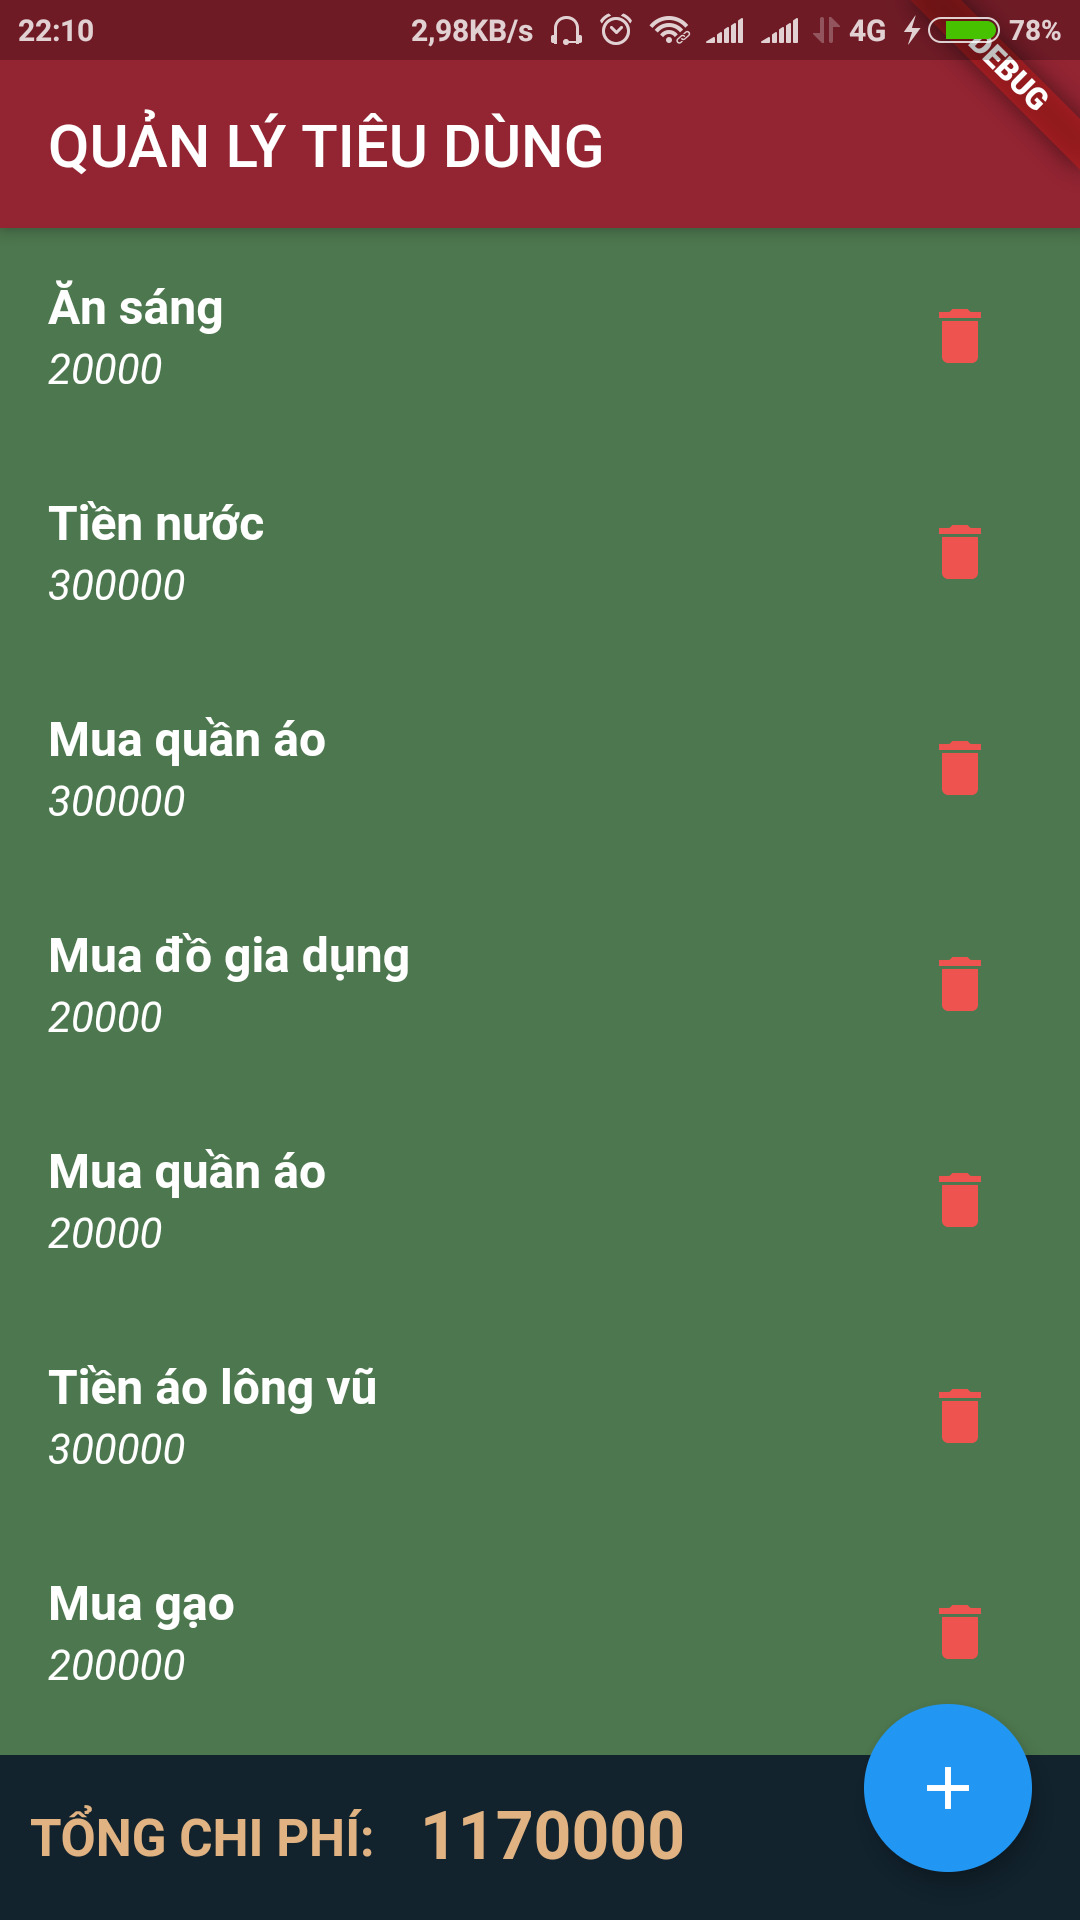 22:10 2,98KB/s 4G 78%
DEBUG
QUẢN LÝ TIÊU DÙNG
Ăn sáng
20000
Tiền nước
300000
Mua quần áo
300000
Mua đồ gia dụng
20000
Mua quần áo
20000
Tiền áo lông vũ
300000
Mua gạo
200000
TỔNG CHI PHÍ: 1170000